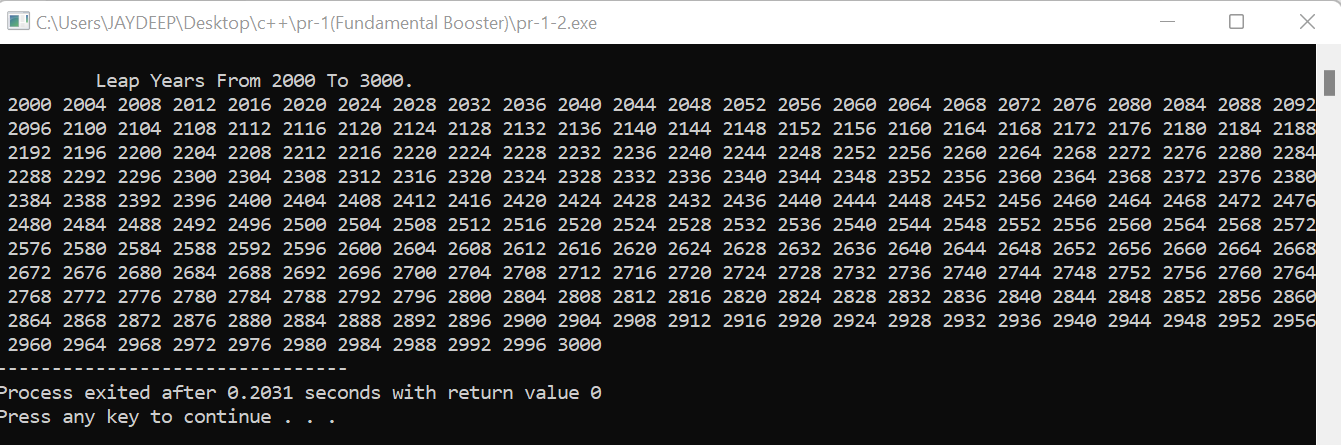 C:\Users\JAYDEEP\Desktop\c++\pr-1(Fundamental Booster)\pr-1-2.exe
Leap Years From 2000 To 3000.
2000 2004 2008 2012 2016 2020 2024 2028 2032 2036 2040 2044 2048 2052 2056 2060 2064 2068 2072 2076 2080 2084 2088 2092
2096 2100 2104 2108 2112 2116 2120 2124 2128 2132 2136 2140 2144 2148 2152 2156 2160 2164 2168 2172 2176 2180 2184 2188
2192 2196 2200 2204 2208 2212 2216 2220 2224 2228 2232 2236 2240 2244 2248 2252 2256 2260 2264 2268 2272 2276 2280 2284
2288 2292 2296 2300 2304 2308 2312 2316 2320 2324 2328 2332 2336 2340 2344 2348 2352 2356 2360 2364 2368 2372 2376 2380
2384 2388 2392 2396 2400 2404 2408 2412 2416 2420 2424 2428 2432 2436 2440 2444 2448 2452 2456 2460 2464 2468 2472 2476
2480 2484 2488 2492 2496 2500 2504 2508 2512 2516 2520 2524 2528 2532 2536 2540 2544 2548 2552 2556 2560 2564 2568 2572
2576 2580 2584 2588 2592 2596 2600 2604 2608 2612 2616 2620 2624 2628 2632 2636 2640 2644 2648 2652 2656 2660 2664 2668
2672 2676 2680 2684 2688 2692 2696 2700 2704 2708 2712 2716 2720 2724 2728 2732 2736 2740 2744 2748 2752 2756 2760 2764
2768 2772 2776 2780 2784 2788 2792 2796 2800 2804 2808 2812 2816 2820 2824 2828 2832 2836 2840 2844 2848 2852 2856 2860
2864 2868 2872 2876 2880 2884 2888 2892 2896 2900 2904 2908 2912 2916 2920 2924 2928 2932 2936 2940 2944 2948 2952 2956
2960 2964 2968 2972 2976 2980 2984 2988 2992 2996 3000
--------------------------------
Process exited after 0.2031 seconds with return value 0
Press any key to continue . . .